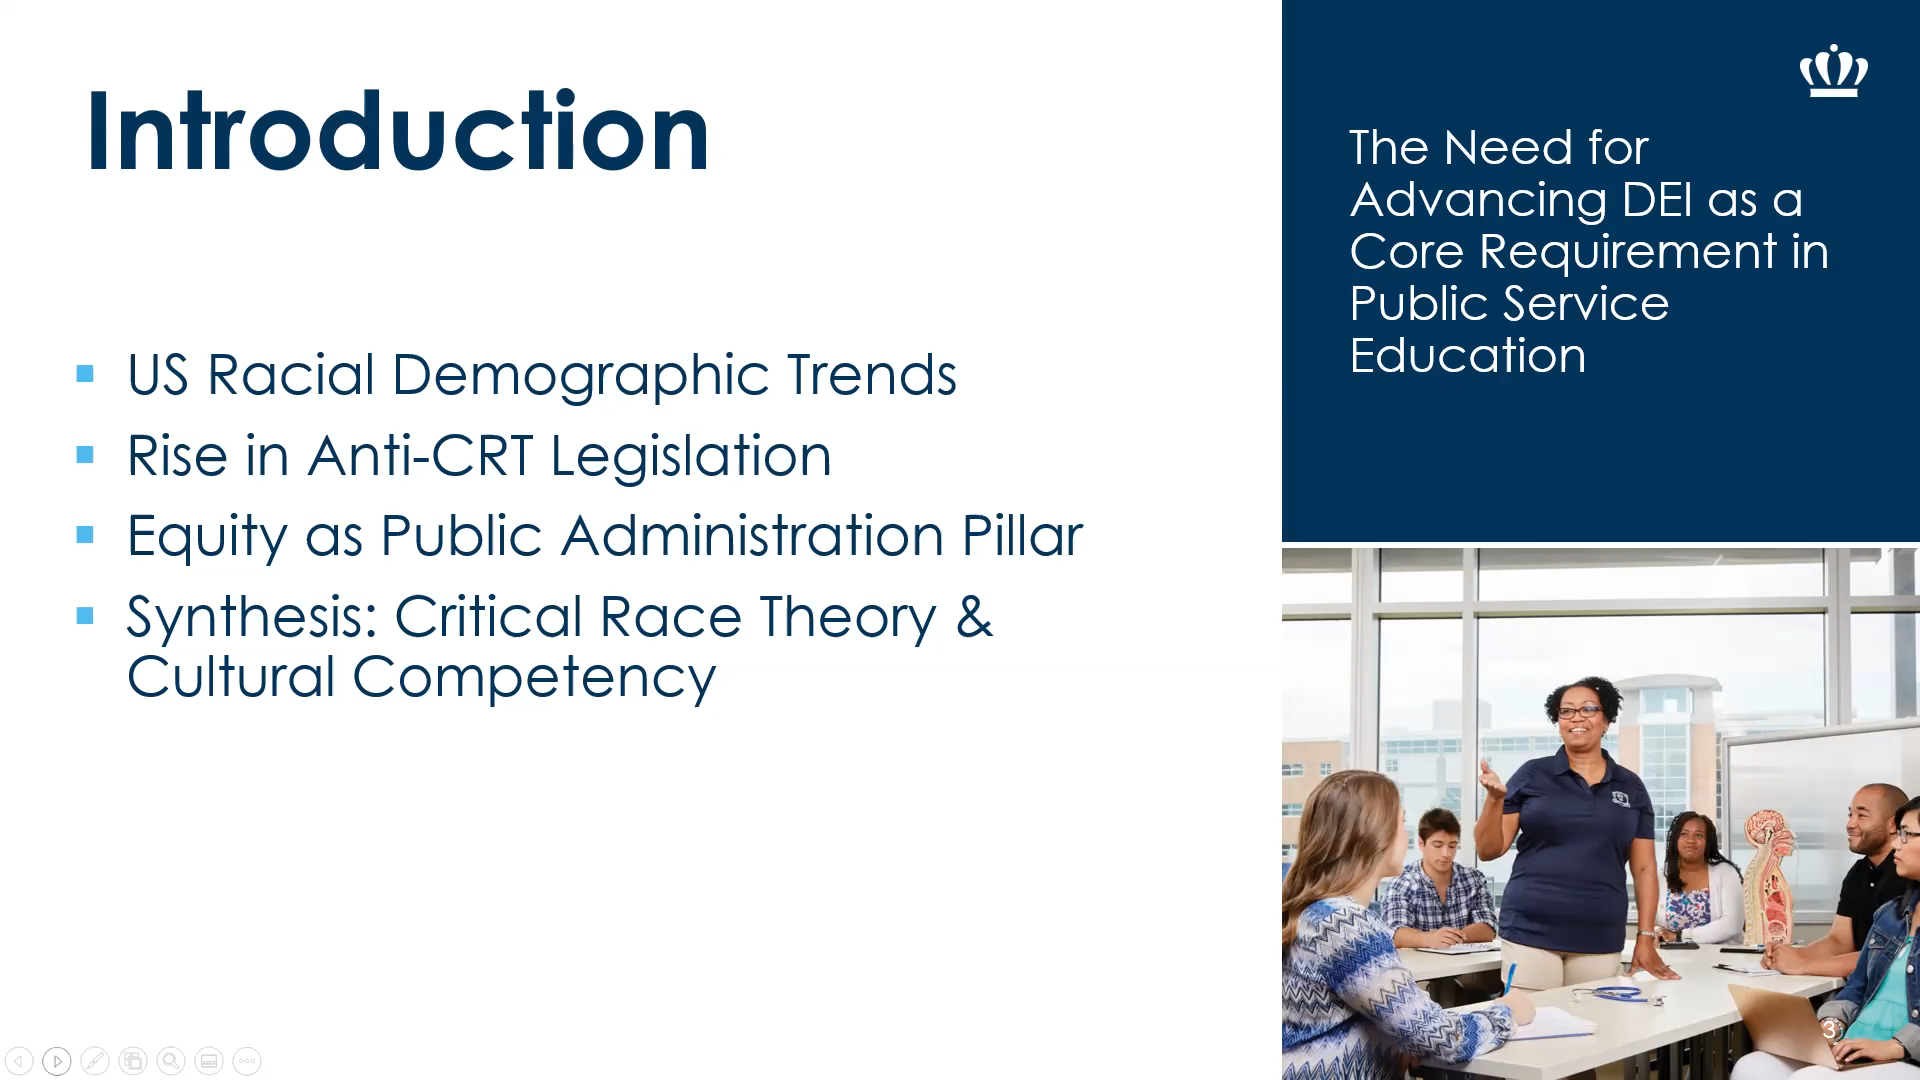 Introduction
US Racial Demographic Trends
Rise in Anti-CRT Legislation
Equity as Public Administration Pillar
Synthesis: Critical Race Theory &
Cultural Competency
The Need for
Advancing DEI as a
Core Requirement in
Public Service
Education
3